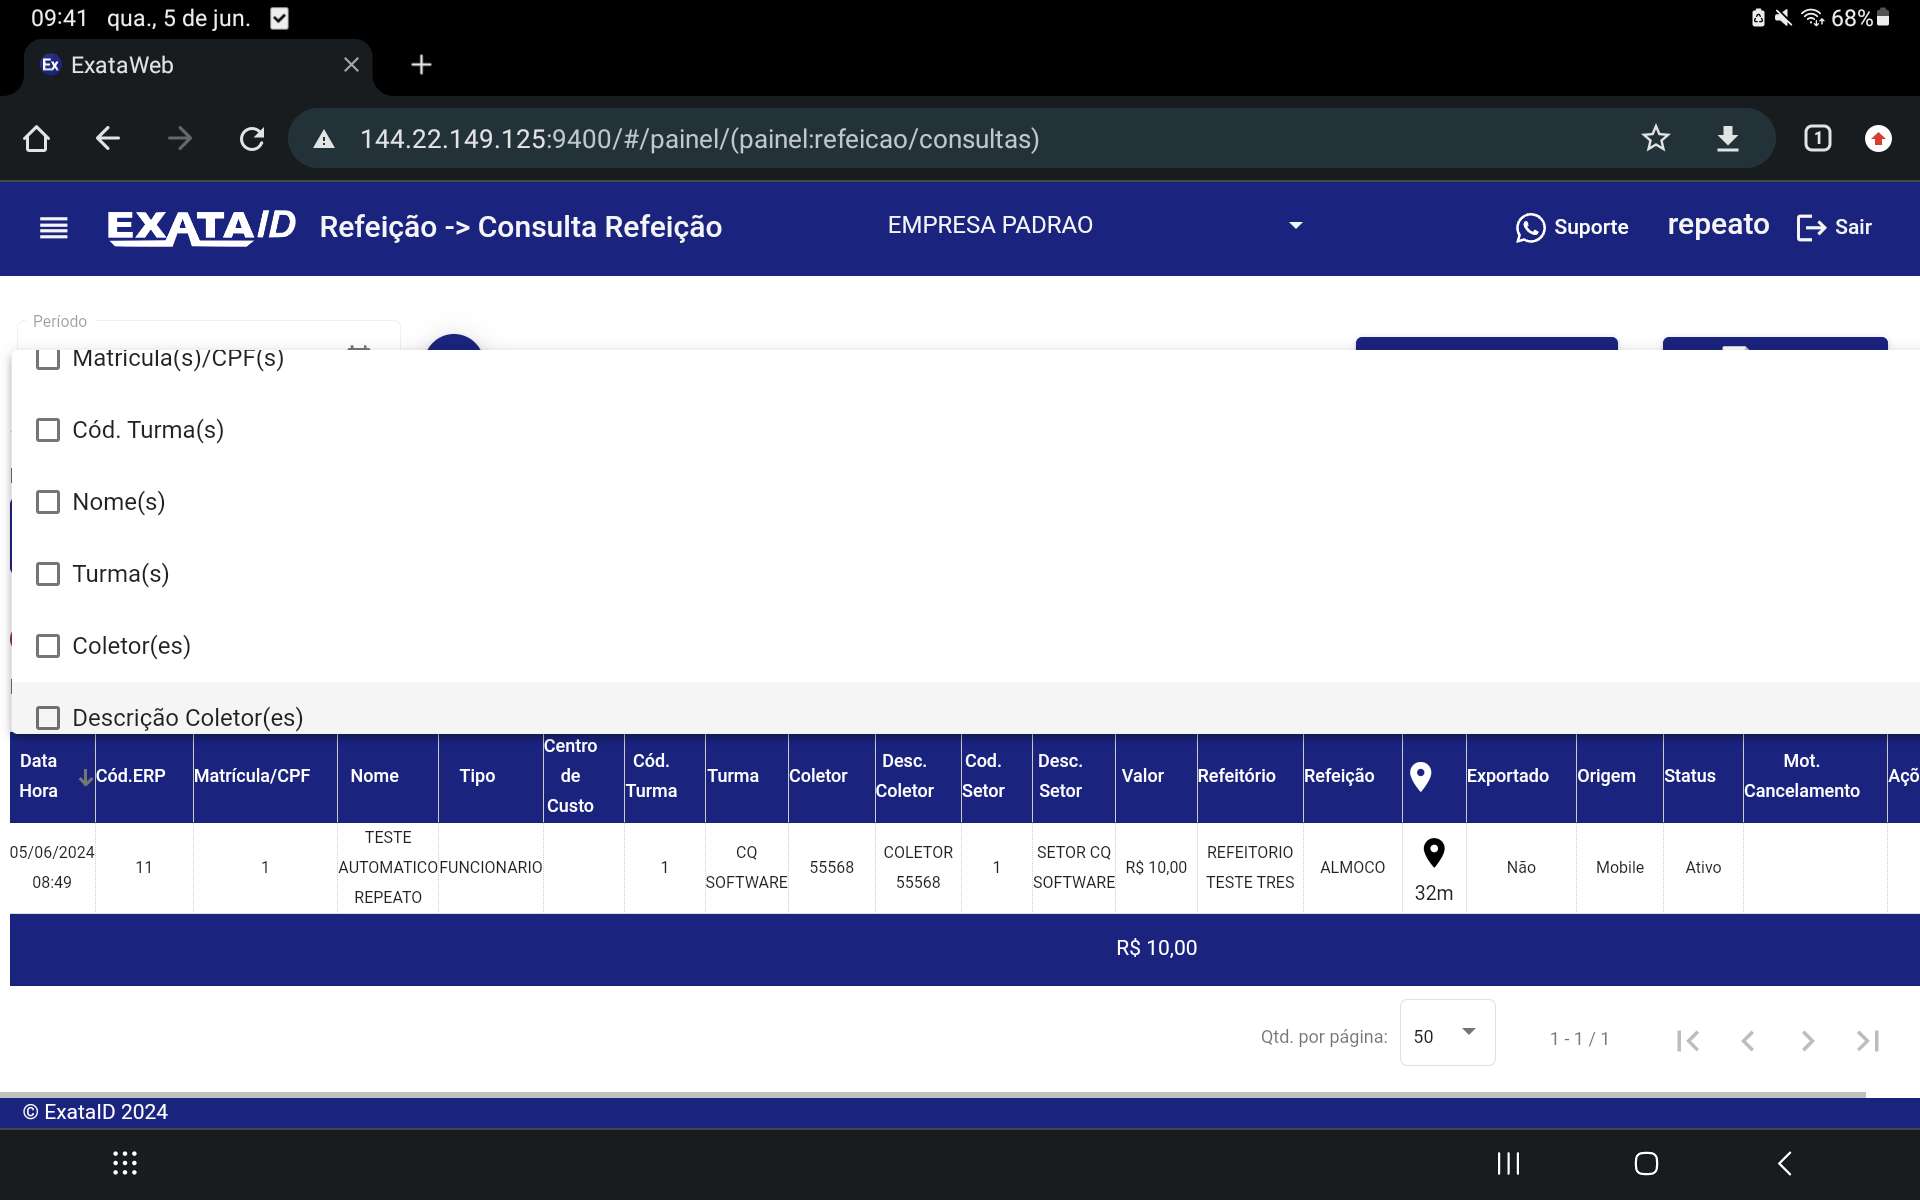 09:41 qua., 5 de jun.
68%
Ex ExataWeb
144.22.149.125:9400/#/painel/(painel:refeicao/consultas)
1
EXATAID Refeição -> Consulta Refeição EMPRESA PADRAO Suporte repeato Sair
Período
Matricula(s)/CPF(s)
Cód. Turma(s)
Nome(s)
Turma(s)
Coletor(es)
Descrição Coletor(es)
Data Hora Cód.ERP Matrícula/CPF Nome Tipo Centro de Custo Cód. Turma Turma Coletor Desc. Coletor Cod. Setor Desc. Setor Valor Refeitório Refeição Exportado Origem Status Mot. Cancelamento Açõ
05/06/2024 08:49 11 1 TESTE AUTOMATICO REPEATO FUNCIONARIO 1 CQ SOFTWARE 55568 COLETOR 55568 1 SETOR CQ SOFTWARE R$ 10,00 REFEITORIO TESTE TRES ALMOCO 32m Não Mobile Ativo
R$ 10,00
Qtd. por página: 50 1 - 1 / 1
© ExataID 2024